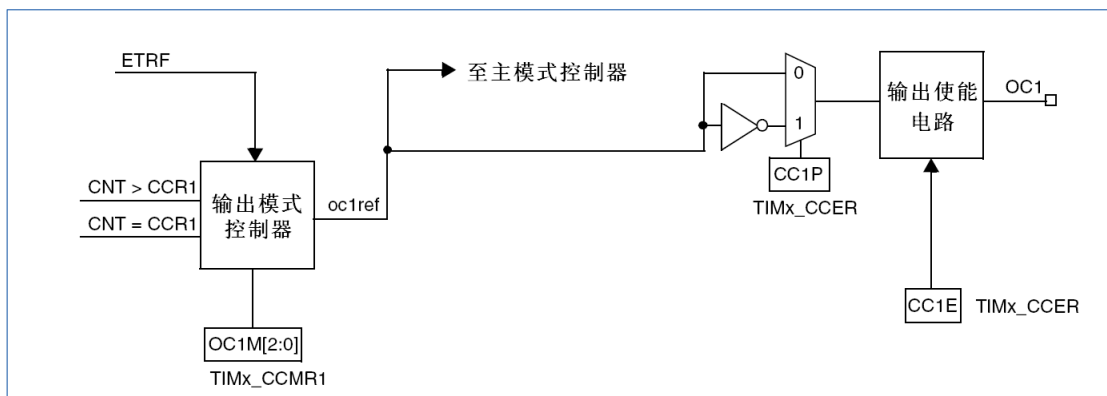 ETRF
至主模式控制器
0
1
输出使能
电路
OC1
CNT > CCR1
CNT = CCR1
输出模式
控制器
oc1ref
CC1P
TIMx_CCER
CC1E
TIMx_CCER
OC1M[2:0]
TIMx_CCMR1